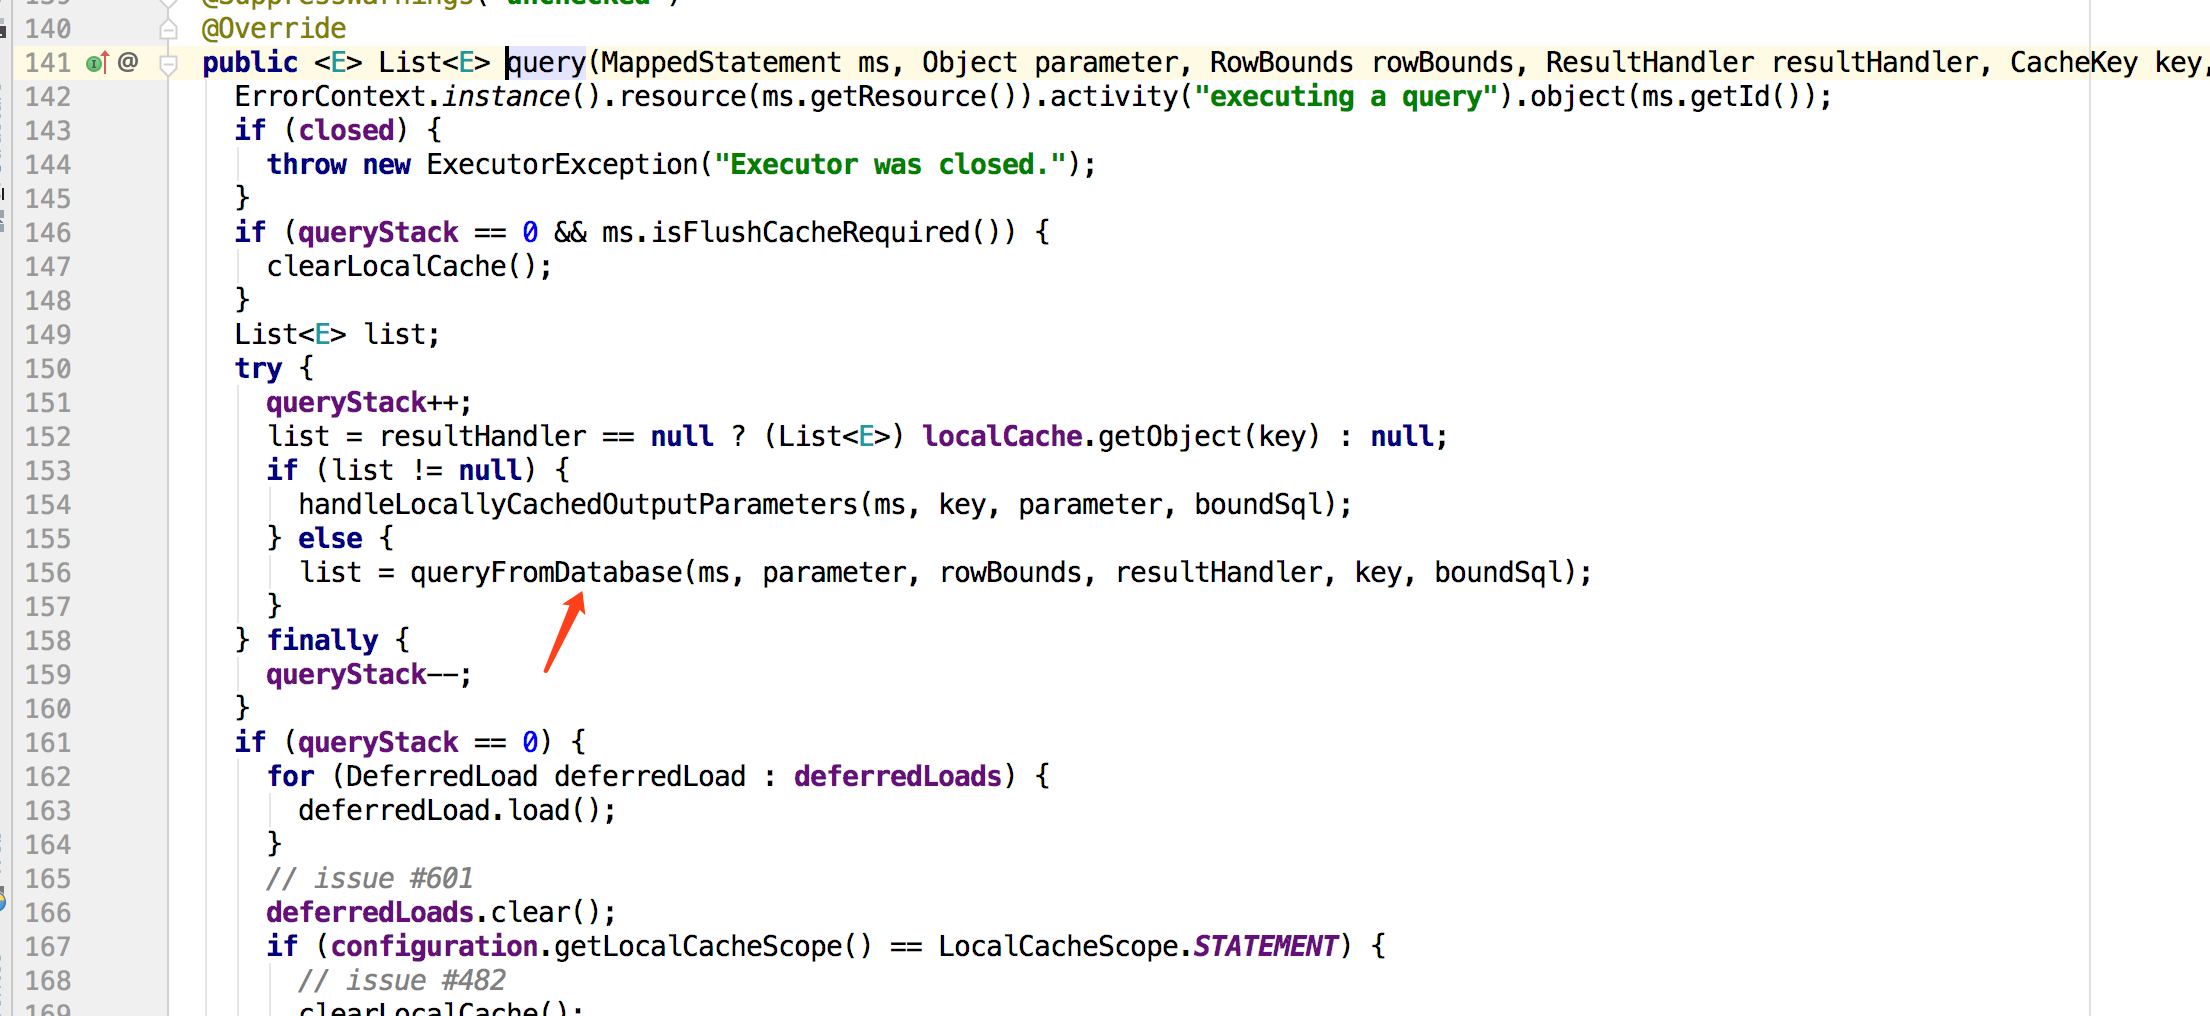 139 @SuppressWarnings("unchecked")
140 @Override
141 @ public <E> List<E> query(MappedStatement ms, Object parameter, RowBounds rowBounds, ResultHandler resultHandler, CacheKey key,
142 ErrorContext.instance().resource(ms.getResource()).activity("executing a query").object(ms.getId());
143 if (closed) {
144 throw new ExecutorException("Executor was closed.");
145 }
146 if (queryStack == 0 && ms.isFlushCacheRequired()) {
147 clearLocalCache();
148 }
149 List<E> list;
150 try {
151 queryStack++;
152 list = resultHandler == null ? (List<E>) localCache.getObject(key) : null;
153 if (list != null) {
154 handleLocallyCachedOutputParameters(ms, key, parameter, boundSql);
155 } else {
156 list = queryFromDatabase(ms, parameter, rowBounds, resultHandler, key, boundSql);
157 }
158 } finally {
159 queryStack--;
160 }
161 if (queryStack == 0) {
162 for (DeferredLoad deferredLoad : deferredLoads) {
163 deferredLoad.load();
164 }
165 // issue #601
166 deferredLoads.clear();
167 if (configuration.getLocalCacheScope() == LocalCacheScope.STATEMENT) {
168 // issue #482
169 clearLocalCache();